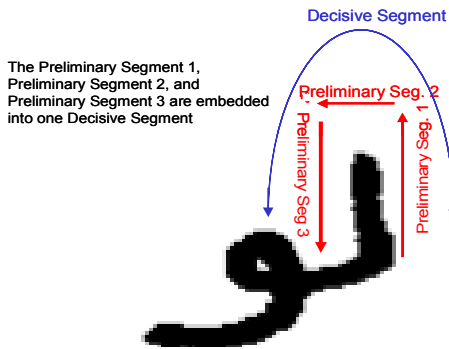 Decisive Segment
The Preliminary Segment 1,
Preliminary Segment 2, and
Preliminary Segment 3 are embedded
into one Decisive Segment
Preliminary Seg. 2
Preliminary Seg 3
Preliminary Seg. 1
لو